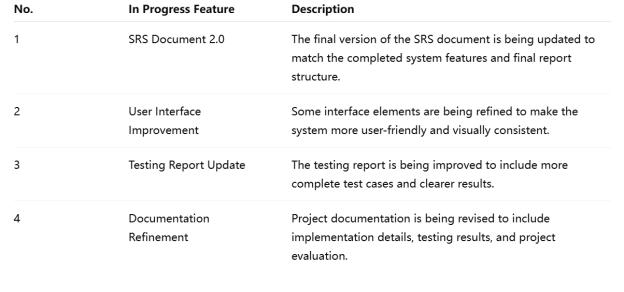 No. In Progress Feature Description
1 SRS Document 2.0 The final version of the SRS document is being updated to
match the completed system features and final report
structure.
2 User Interface Some interface elements are being refined to make the
Improvement system more user-friendly and visually consistent.
3 Testing Report Update The testing report is being improved to include more
complete test cases and clearer results.
4 Documentation Project documentation is being revised to include
Refinement implementation details, testing results, and project
evaluation.